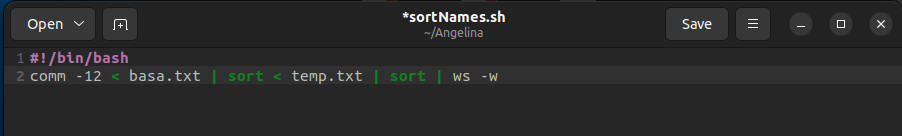 Open
*sortNames.sh
~/Angelina
Save
1 #!/bin/bash
2 comm -12 < basa.txt | sort < temp.txt | sort | ws -w